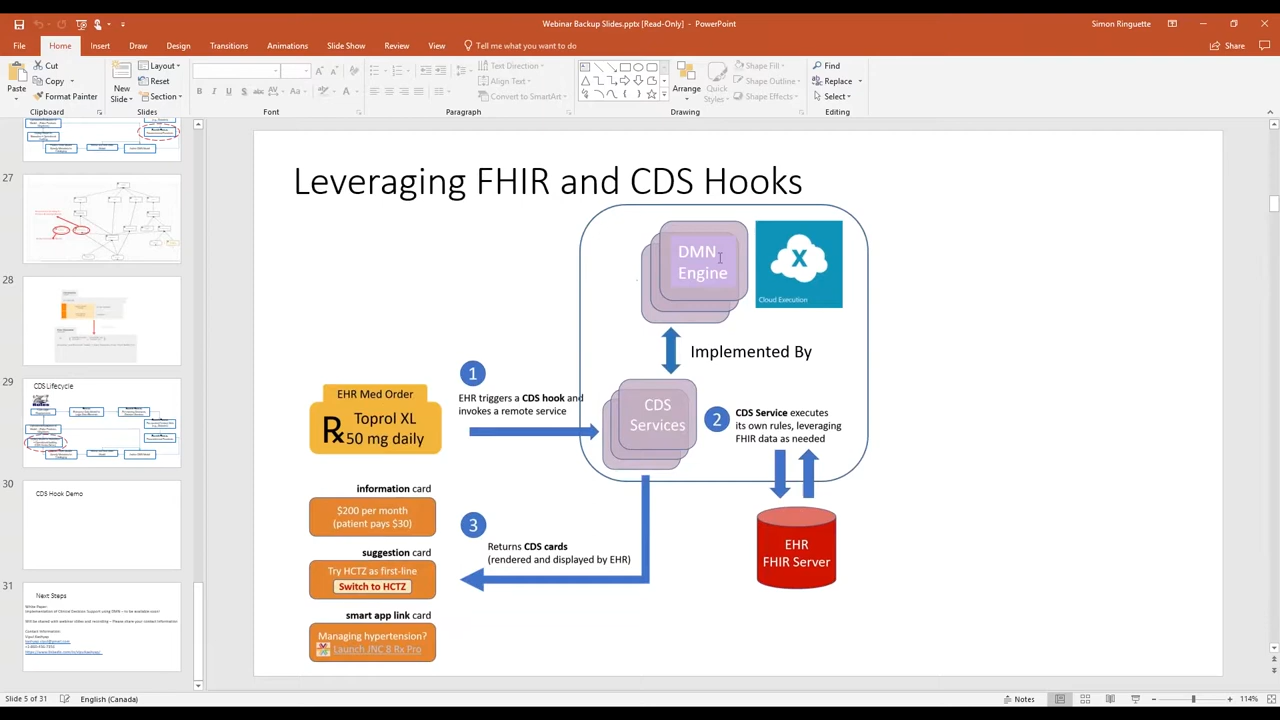 Webinar Backup Slides.pptx [Read-Only] - PowerPoint
Simon Ringuette
File Home Insert Draw Design Transitions Animations Slide Show Review View Tell me what you want to do
Share
Paste
Cut
Copy
Format Painter
Clipboard
New Slide
Layout
Reset
Section
Slides
Font
Text Direction
Align Text
Convert to SmartArt
Paragraph
Arrange
Quick Styles
Shape Fill
Shape Outline
Shape Effects
Drawing
Find
Replace
Select
Editing
27
28
29
CDS Lifecycle
30
CDS Hook Demo
31
Next Steps
Leveraging FHIR and CDS Hooks
DMN
Engine
X
Cloud Execution
Implemented By
1
EHR triggers a CDS hook and
invokes a remote service
EHR Med Order
Rx Toprol XL
50 mg daily
CDS
Services
2
CDS Service executes
its own rules, leveraging
FHIR data as needed
information card
$200 per month
(patient pays $30)
3
Returns CDS cards
(rendered and displayed by EHR)
suggestion card
Try HCTZ as first-line
Switch to HCTZ
EHR
FHIR Server
smart app link card
Managing hypertension?
Launch JNC 8 Rx Pro
Slide 5 of 31
English (Canada)
Notes
114%